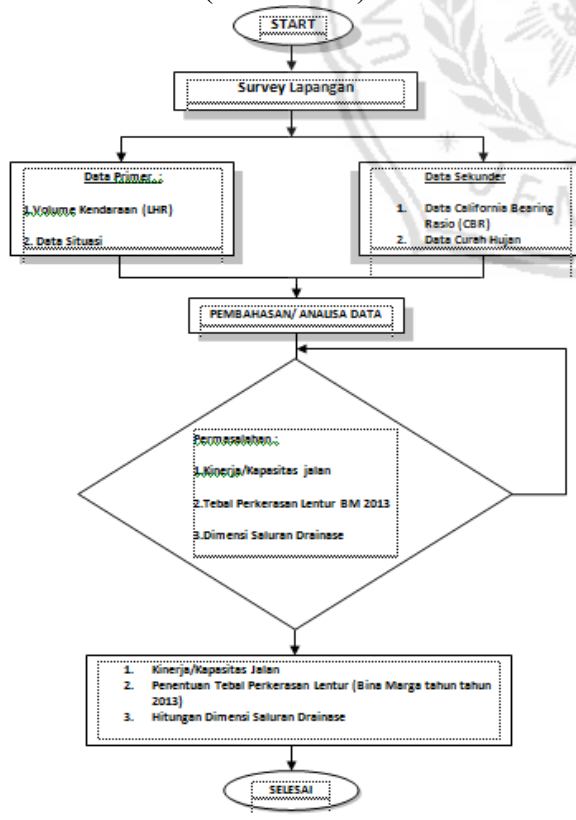 START
Survey Lapangan
Data Primer :
1.Volume Kendaraan (LHR)
2. Data Situasi
Data Sekunder
1. Data California Bearing
Rasio (CBR)
2. Data Curah Hujan
PEMBAHASAN/ ANALISA DATA
Permasalahan :
1.Kinerja/Kapasitas jalan
2.Tebal Perkerasan Lentur BM 2013
3.Dimensi Saluran Drainase
1. Kinerja/Kapasitas Jalan
2. Penentuan Tebal Perkerasan Lentur (Bina Marga tahun tahun
2013)
3. Hitungan Dimensi Saluran Drainase
SELESAI